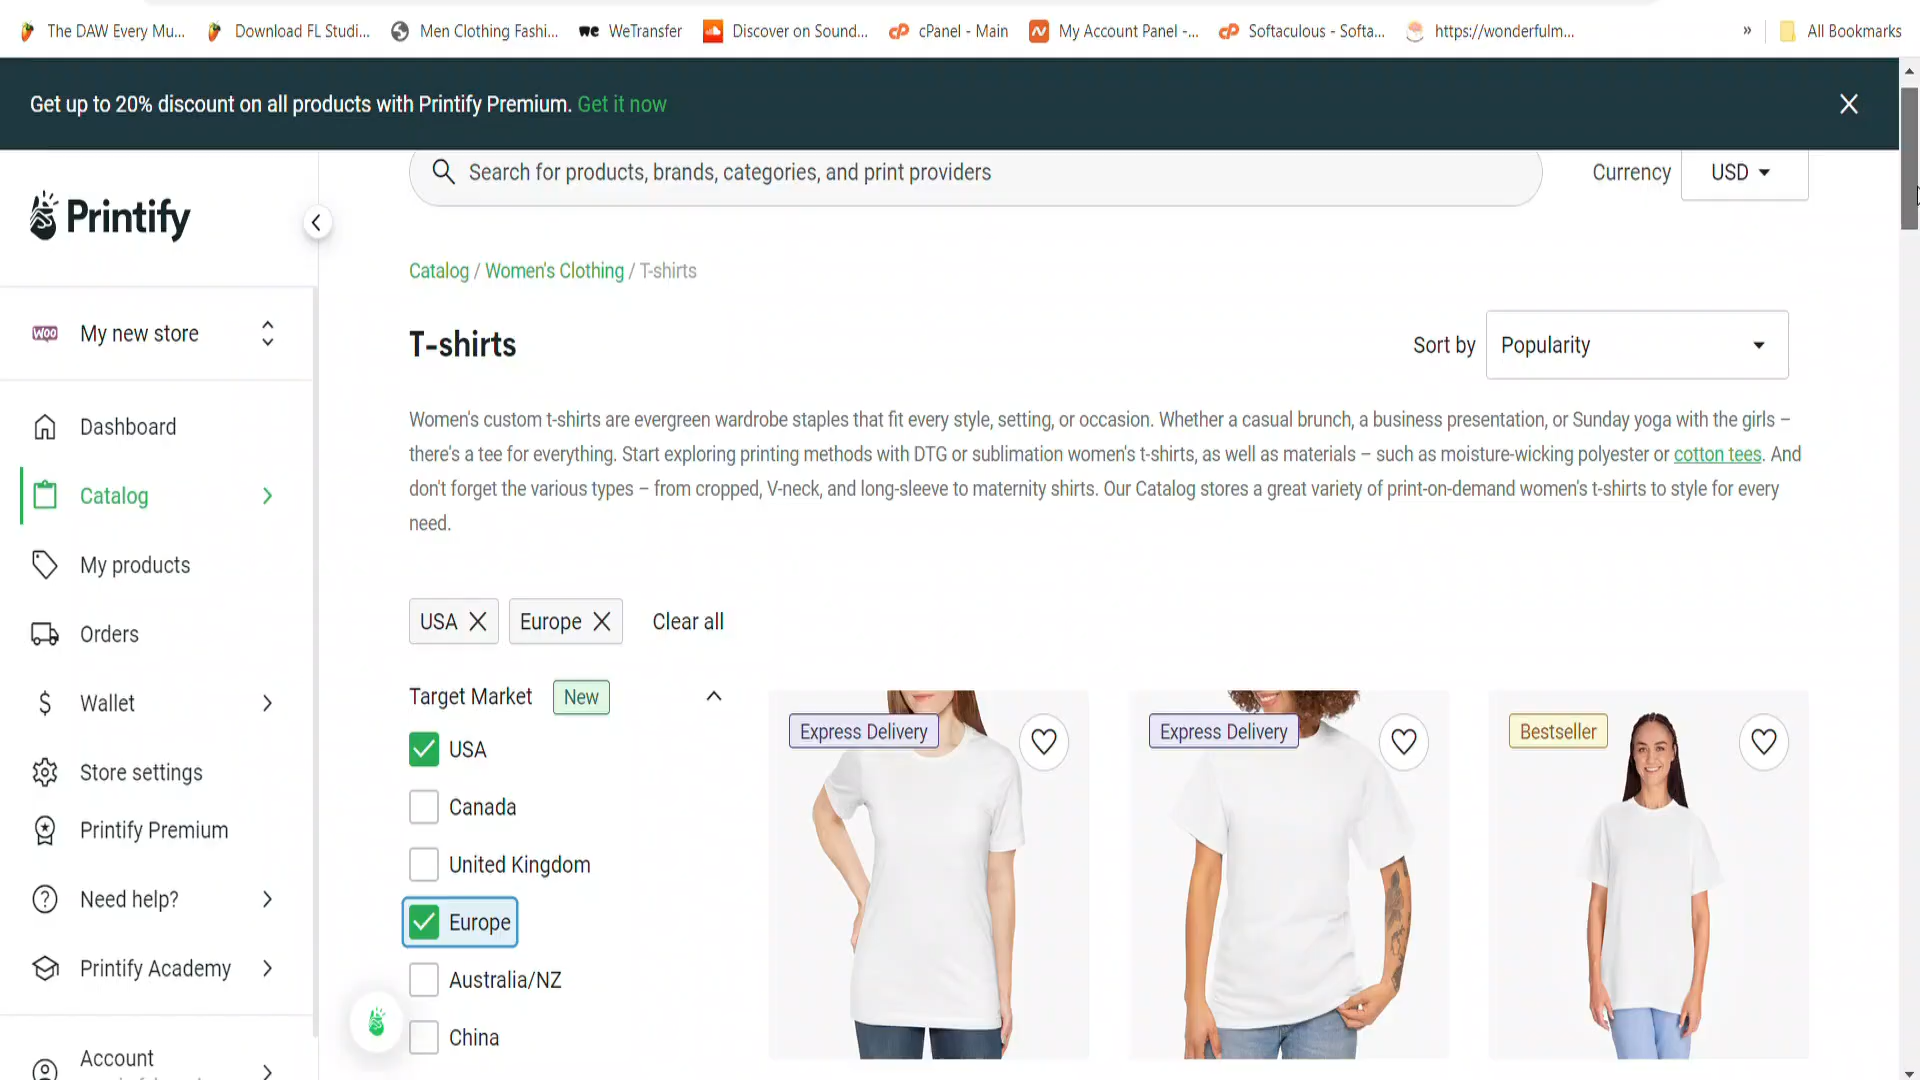 The DAW Every Mu...
Download FL Studi...
Men Clothing Fashi...
WeTransfer
Discover on Sound...
cPanel - Main
My Account Panel -...
Softaculous - Softa...
https://wonderfulm...
»
All Bookmarks
Get up to 20% discount on all products with Printify Premium. Get it now
Search for products, brands, categories, and print providers
Currency
USD
Printify
Catalog / Women's Clothing / T-shirts
WOO
My new store
T-shirts
Sort by
Popularity
Women's custom t-shirts are evergreen wardrobe staples that fit every style, setting, or occasion. Whether a casual brunch, a business presentation, or Sunday yoga with the girls –
there's a tee for everything. Start exploring printing methods with DTG or sublimation women's t-shirts, as well as materials – such as moisture-wicking polyester or cotton tees. And
don't forget the various types – from cropped, V-neck, and long-sleeve to maternity shirts. Our Catalog stores a great variety of print-on-demand women's t-shirts to style for every
need.
Dashboard
Catalog
My products
Orders
Wallet
Store settings
Printify Premium
Need help?
Printify Academy
Account
USA
Europe
Clear all
Target Market
New
USA
Canada
United Kingdom
Europe
Australia/NZ
China
Express Delivery
Express Delivery
Bestseller